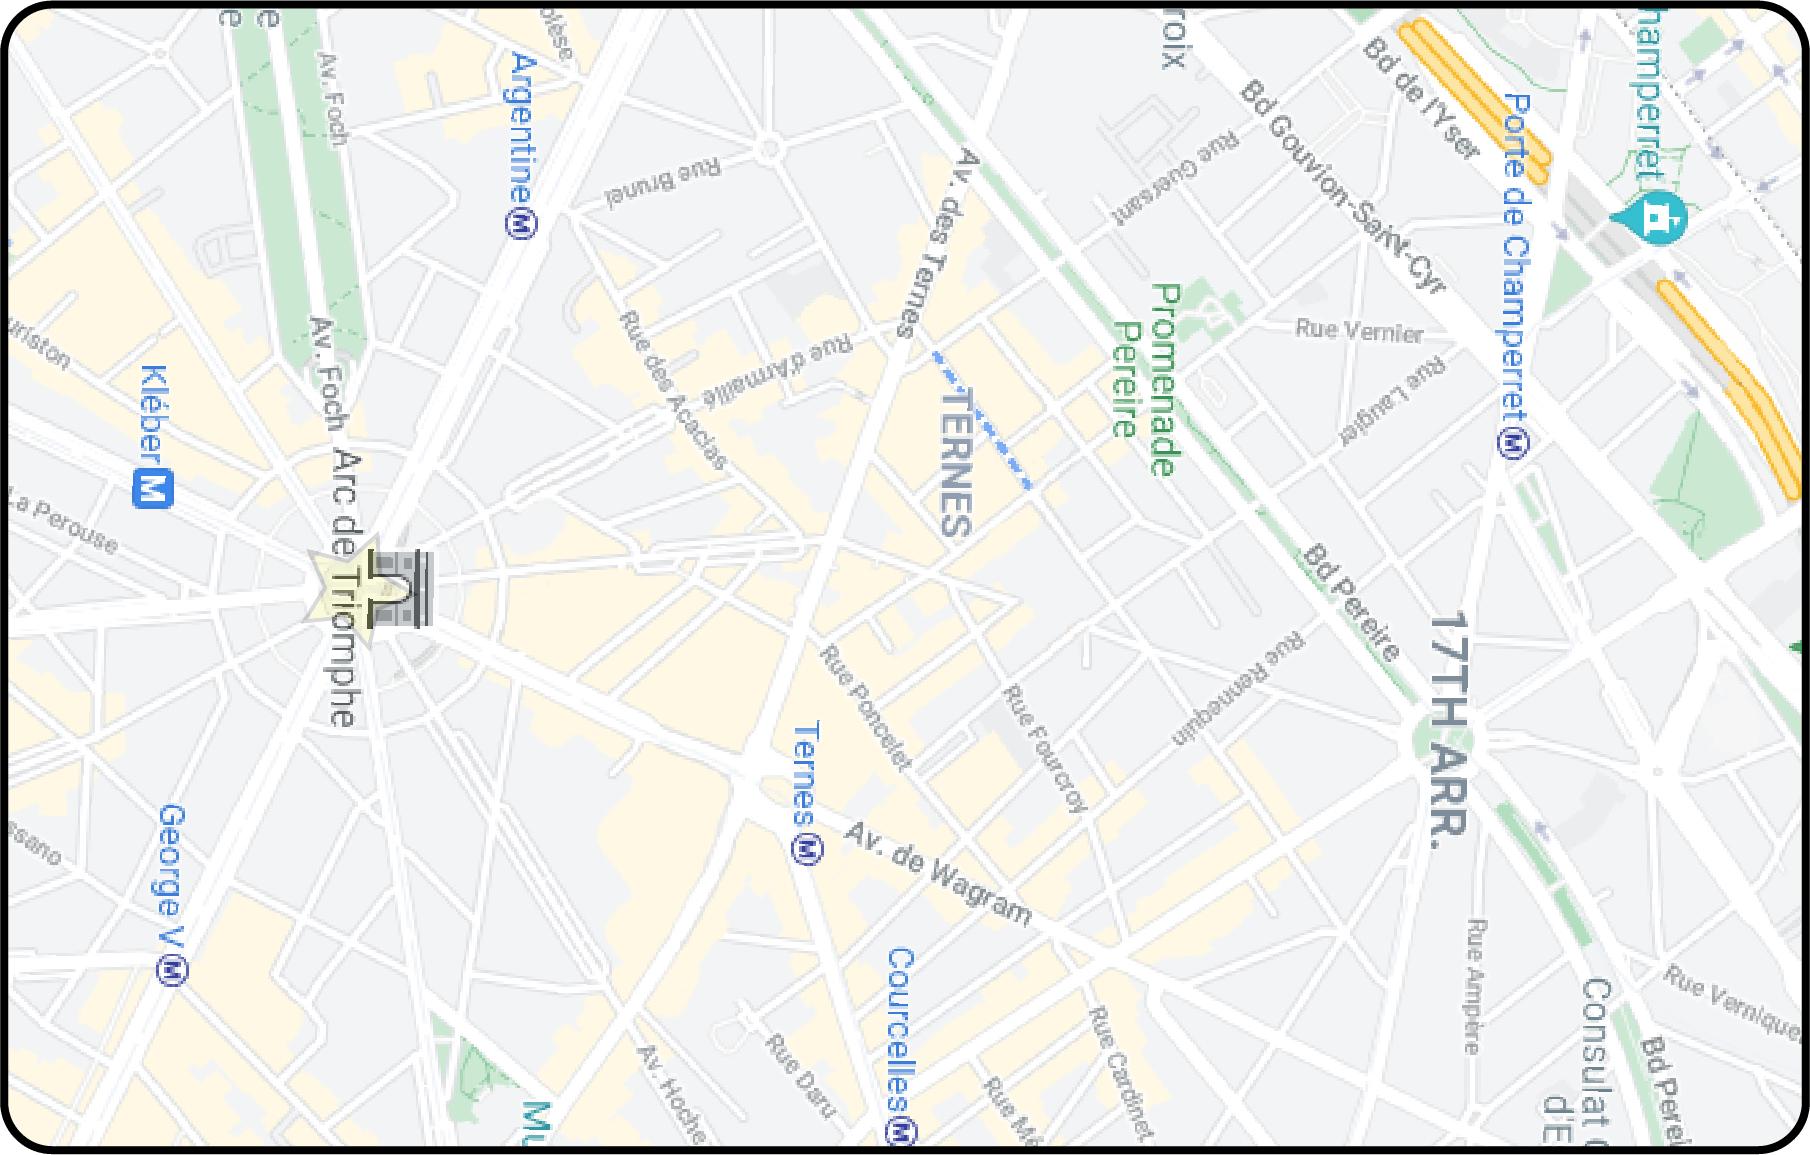 Av. Foch
Argentine
Rue Brunel
Av. des Ternes
Rue Guersant
Bd Gouvion-Saint-Cyr
Bd de l'Yser
Porte de Champerret
Kléber
Av. Foch
Arc de Triomphe
La Perouse
Rue des Acacias
Rue d'Armaillé
TERNES
Promenade
Pereire
Rue Vernier
Rue Laugier
Bd Pereire
17TH ARR.
Rue Rennequin
Rue Fourcroy
Rue Poncelet
Ternes
Av. de Wagram
George V
Courcelles
Av. Hoche
Rue Daru
Rue Cardinet
Rue Ampère
Consulat
d'E
Rue Vernique
Bd Perei